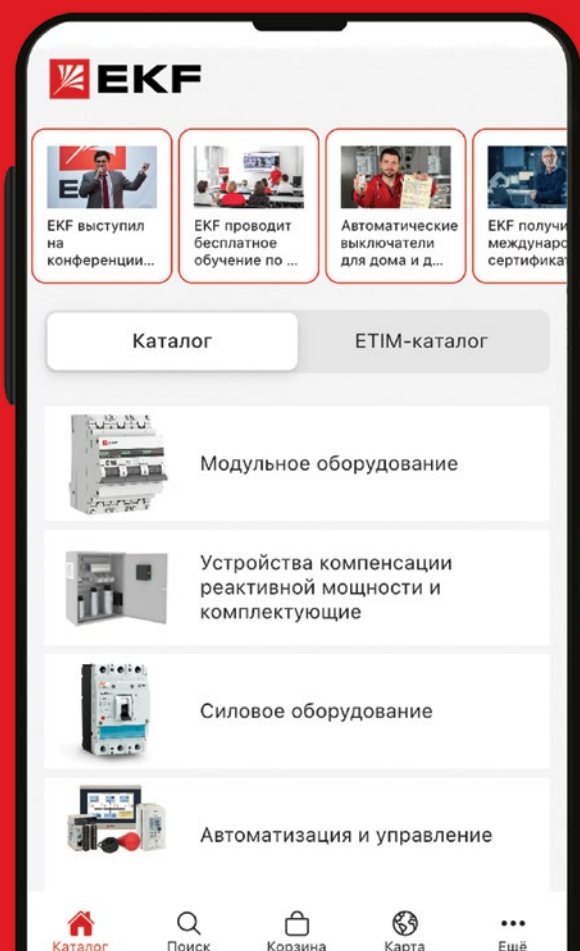 EKF
EKF выступил
на
конференции...
EKF проводит
бесплатное
обучение по ...
Автоматические
выключатели
для дома и д...
EKF получи
междунаро
сертифика
Каталог
ETIM-каталог
Модульное оборудование
Устройства компенсации
реактивной мощности и
комплектующие
Силовое оборудование
Автоматизация и управление
Каталог
Поиск
Корзина
Карта
Ещё